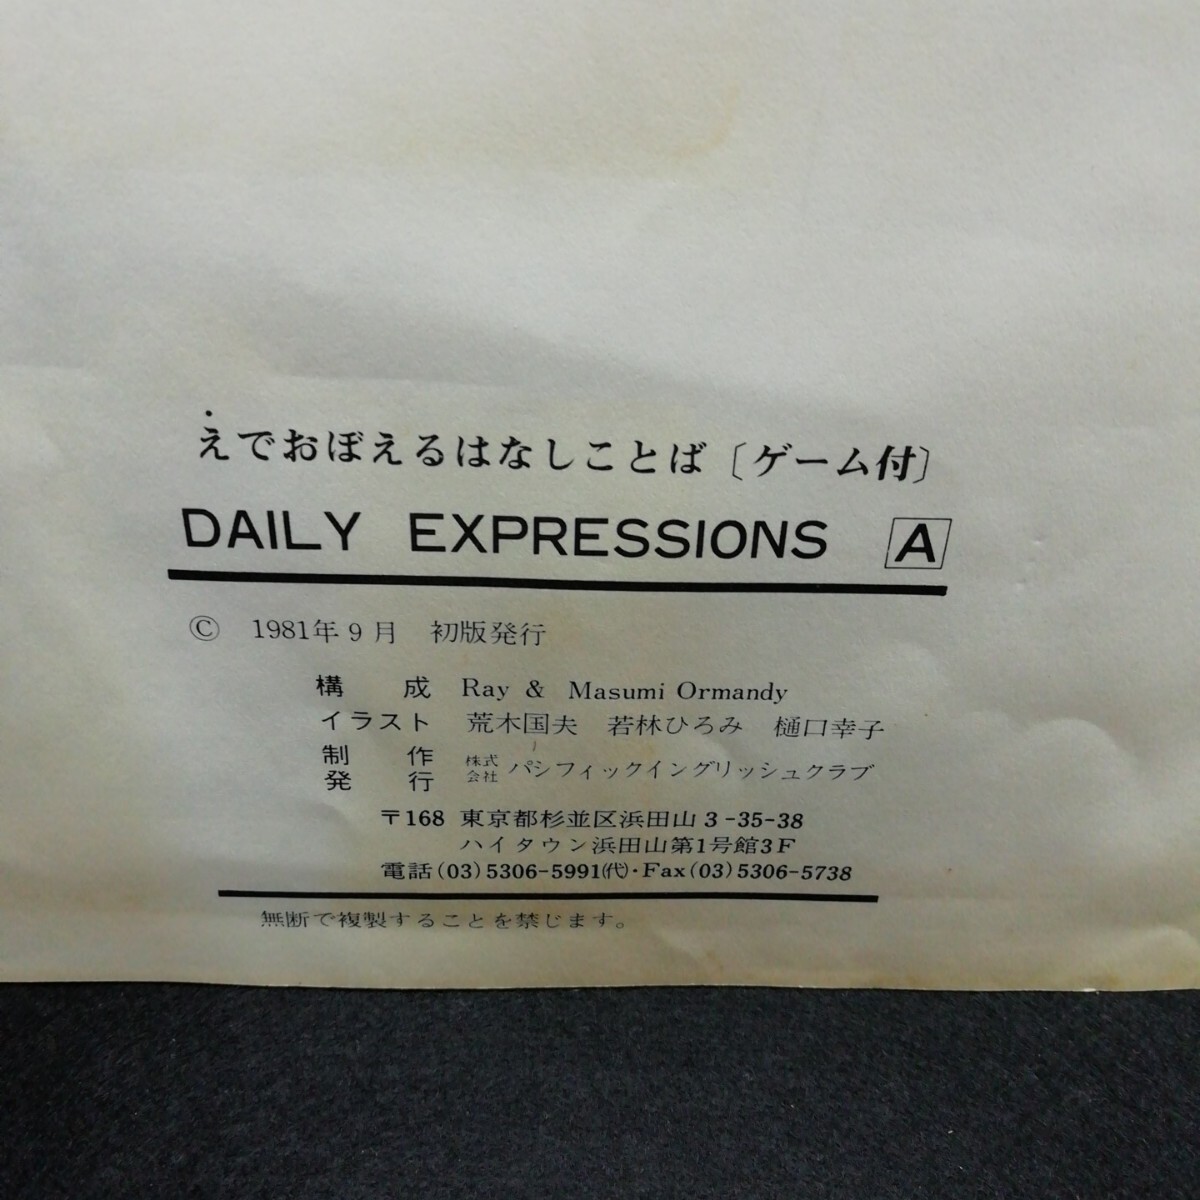 えでおぼえるはなしことば〔ゲーム付〕
DAILY EXPRESSIONS A
© 1981年9月 初版発行
構成 Ray & Masumi Ormandy
イラスト 荒木国夫 若林ひろみ 樋口幸子
制作
発行 株式会社 パシフィックイングリッシュクラブ
〒168 東京都杉並区浜田山3-35-38
ハイタウン浜田山第1号館3F
電話(03)5306-5991(代)・Fax(03)5306-5738
無断で複製することを禁じます。